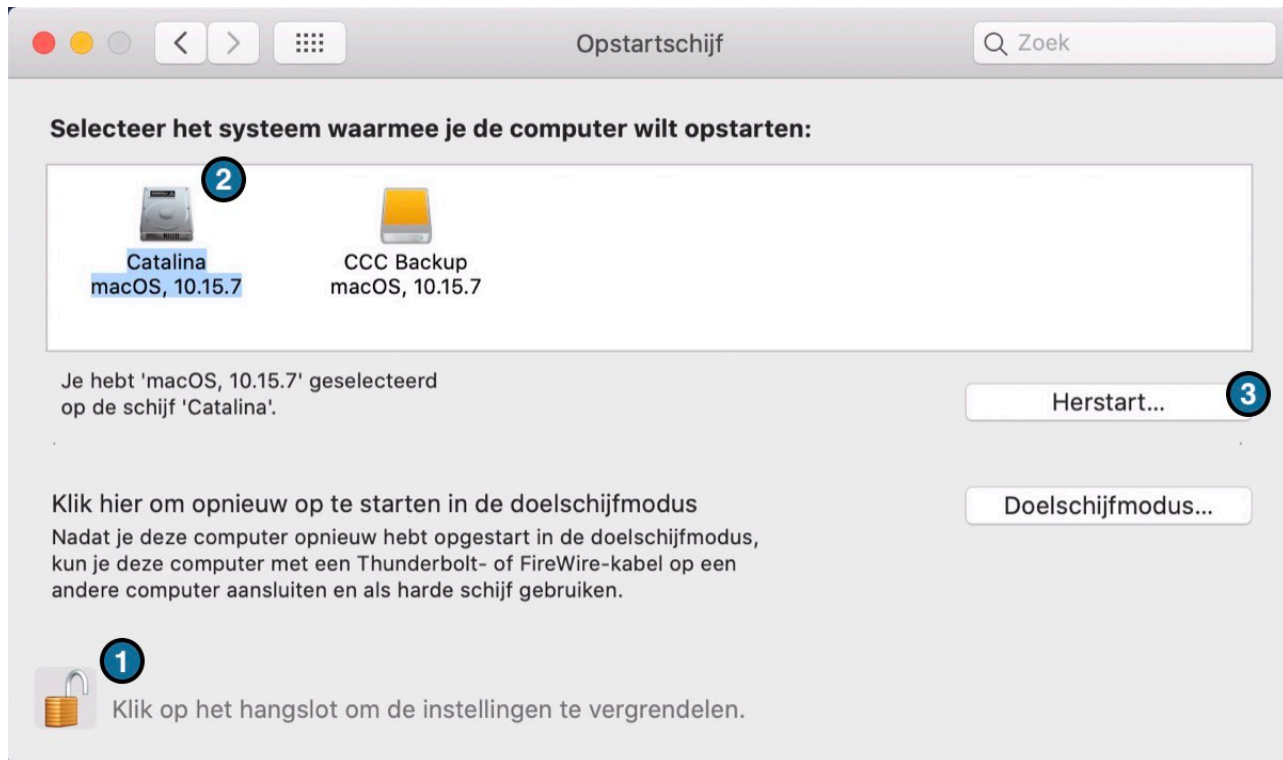 Opstartschijf
Zoek
Selecteer het systeem waarmee je de computer wilt opstarten:
2
Catalina
macOS, 10.15.7
CCC Backup
macOS, 10.15.7
Je hebt 'macOS, 10.15.7' geselecteerd
op de schijf 'Catalina'.
Herstart...
3
Klik hier om opnieuw op te starten in de doelschijfmodus
Doelschijfmodus...
Nadat je deze computer opnieuw hebt opgestart in de doelschijfmodus,
kun je deze computer met een Thunderbolt- of FireWire-kabel op een
andere computer aansluiten en als harde schijf gebruiken.
1
Klik op het hangslot om de instellingen te vergrendelen.